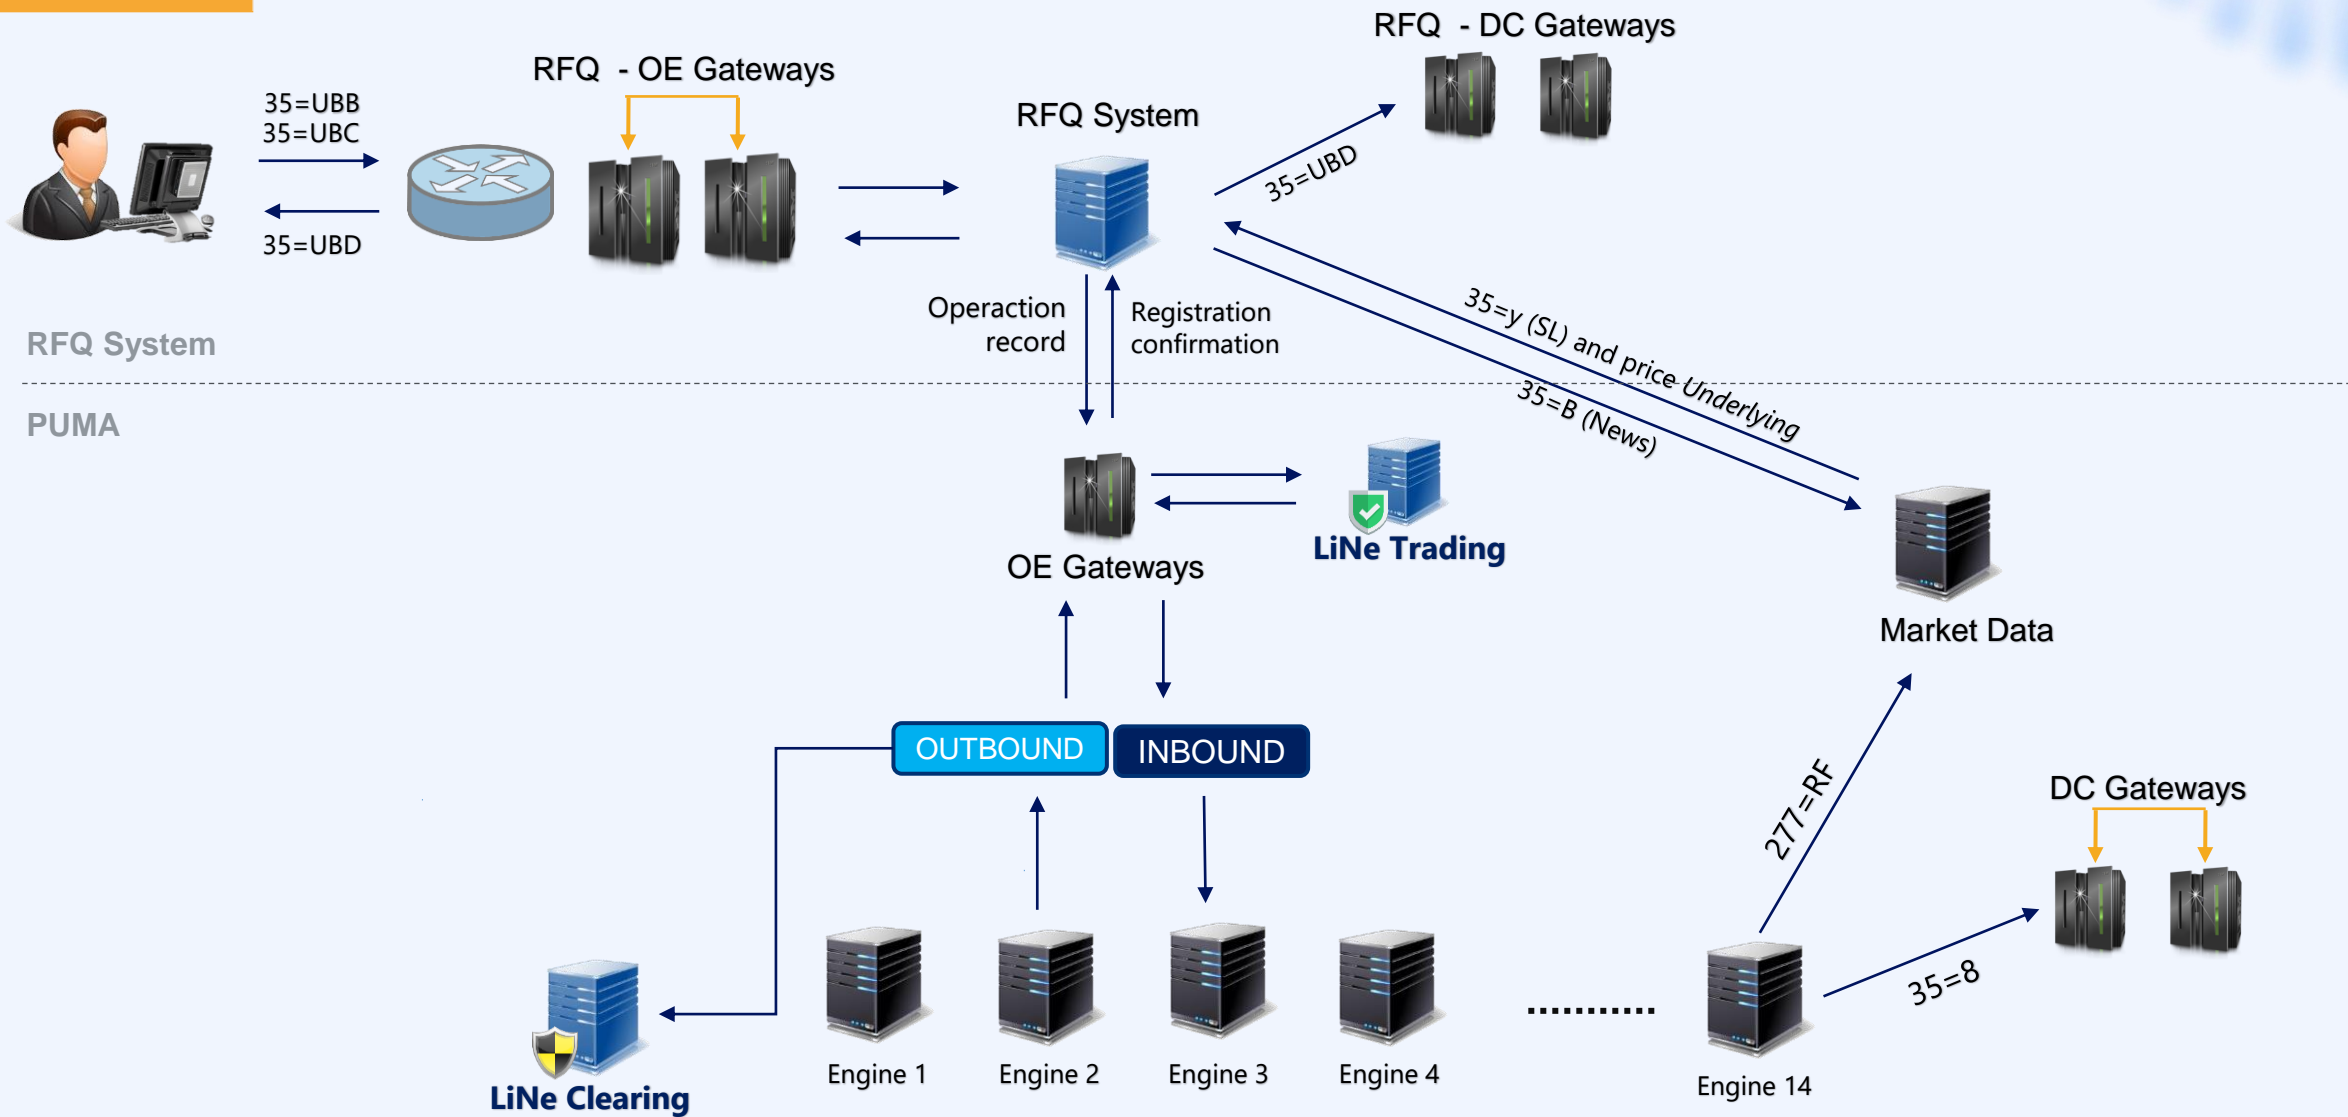 RFQ - DC Gateways
RFQ - OE Gateways
35=UBB
35=UBC
RFQ System
35=UBD
35=UBD
Operaction
record
Registration
confirmation
35=y (SL) and price Underlying
35=B (News)
RFQ System
PUMA
LiNe Trading
OE Gateways
Market Data
OUTBOUND
INBOUND
277=RF
DC Gateways
35=8
...........
Engine 1
Engine 2
Engine 3
Engine 4
Engine 14
LiNe Clearing